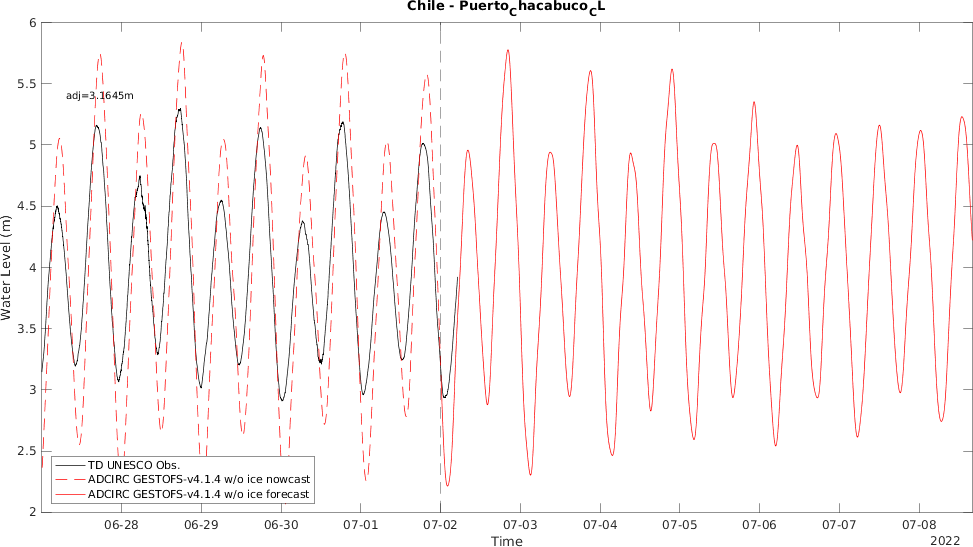 Chile - Puerto_Chacabuco_CL
6
5.5
adj=3.1645m
5
4.5
Water Level (m)
4
3.5
3
2.5
TD UNESCO Obs.
ADCIRC GESTOFS-v4.1.4 w/o ice nowcast
ADCIRC GESTOFS-v4.1.4 w/o ice forecast
2
06-28 06-29 06-30 07-01 07-02 07-03 07-04 07-05 07-06 07-07 07-08
Time 2022